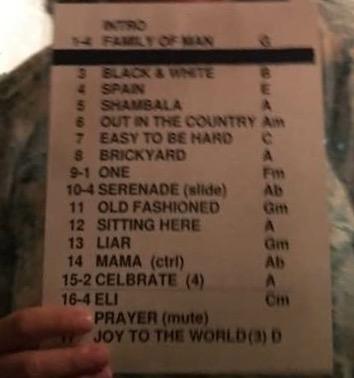 INTRO
1-4 FAMILY OF MAN G
3 BLACK & WHITE B
4 SPAIN E
5 SHAMBALA A
6 OUT IN THE COUNTRY Am
7 EASY TO BE HARD C
8 BRICKYARD A
9-1 ONE Fm
10-4 SERENADE (slide) Ab
11 OLD FASHIONED Gm
12 SITTING HERE A
13 LIAR Gm
14 MAMA (ctrl) Ab
15-2 CELBRATE (4) A
16-4 ELI Cm
PRAYER (mute)
JOY TO THE WORLD (3) D